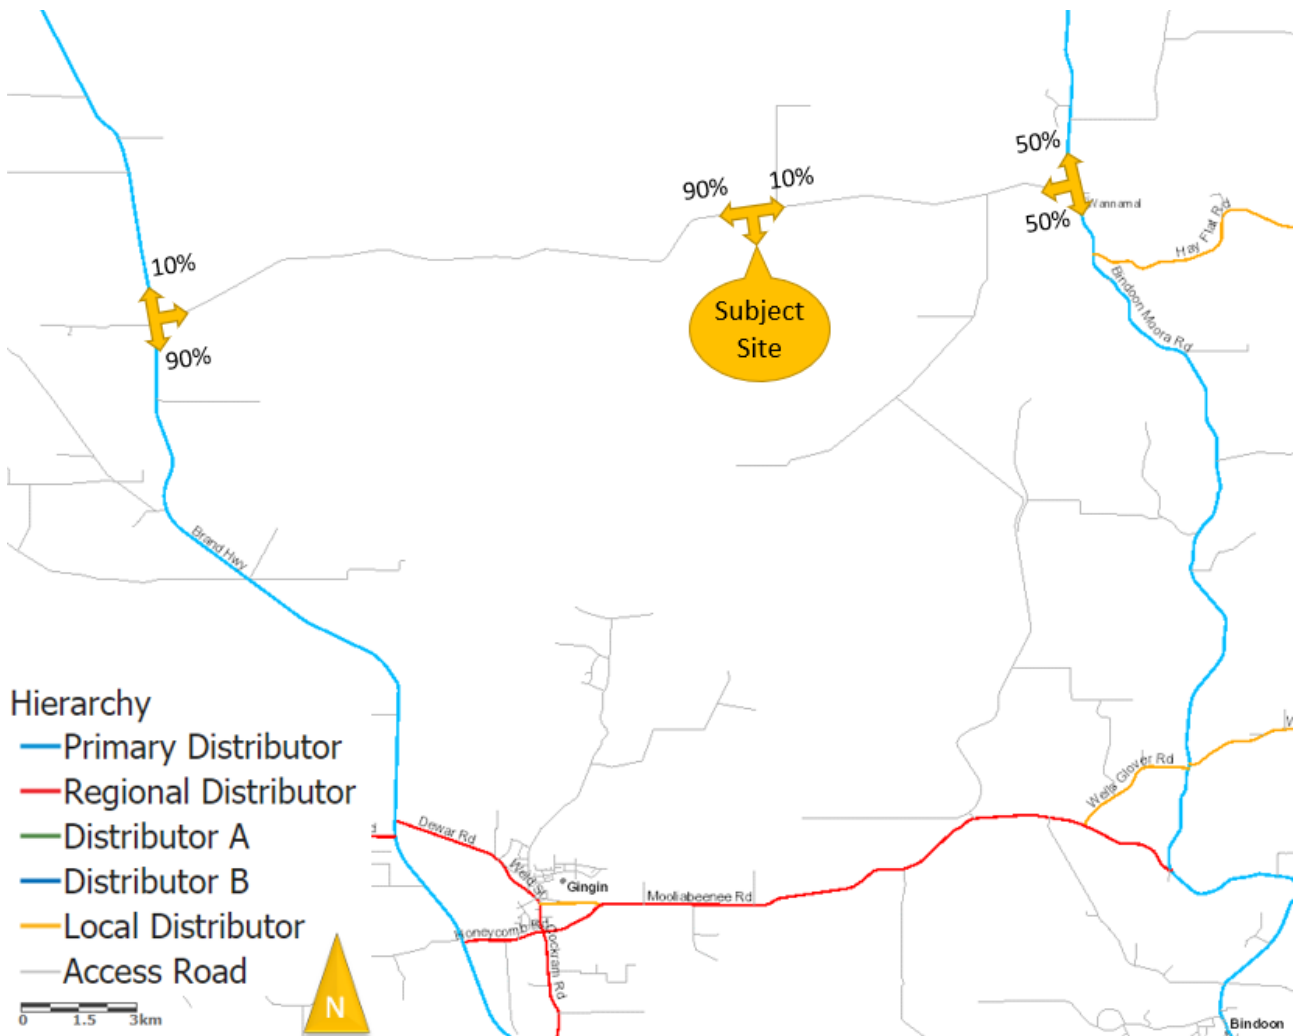 50%
90%
10%
Wannamal
50%
Hay Flat Rd
10%
Bindoon Moora Rd
Subject
Site
2
90%
Brand Hwy
Hierarchy
Primary Distributor
Regional Distributor
Distributor A
Distributor B
Local Distributor
Access Road
0 1.5 3km
N
W
Wells Glover Rd
d
Dewar Rd
Weld St
Gingin
Mooliabeenee Rd
Cockram Rd
Bindoon